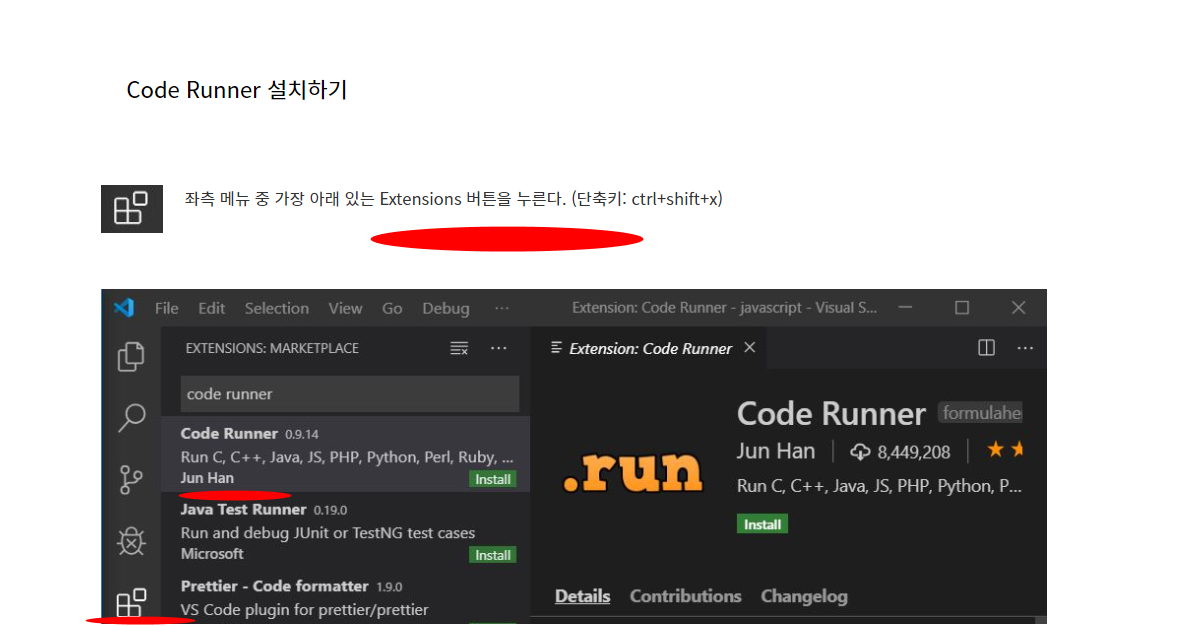 Code Runner 설치하기
좌측 메뉴 중 가장 아래 있는 Extensions 버튼을 누른다. (단축키: ctrl+shift+x)
File Edit Selection View Go Debug ··· Extension: Code Runner - javascript - Visual S...
EXTENSIONS: MARKETPLACE ···
Extension: Code Runner ···
code runner
Code Runner 0.9.14
Run C, C++, Java, JS, PHP, Python, Perl, Ruby, ...
Jun Han Install
Java Test Runner 0.19.0
Run and debug JUnit or TestNG test cases
Microsoft Install
Prettier - Code formatter 1.9.0
VS Code plugin for prettier/prettier
.run
Code Runner formulahe
Jun Han 8,449,208
Run C, C++, Java, JS, PHP, Python, P...
Install
Details Contributions Changelog